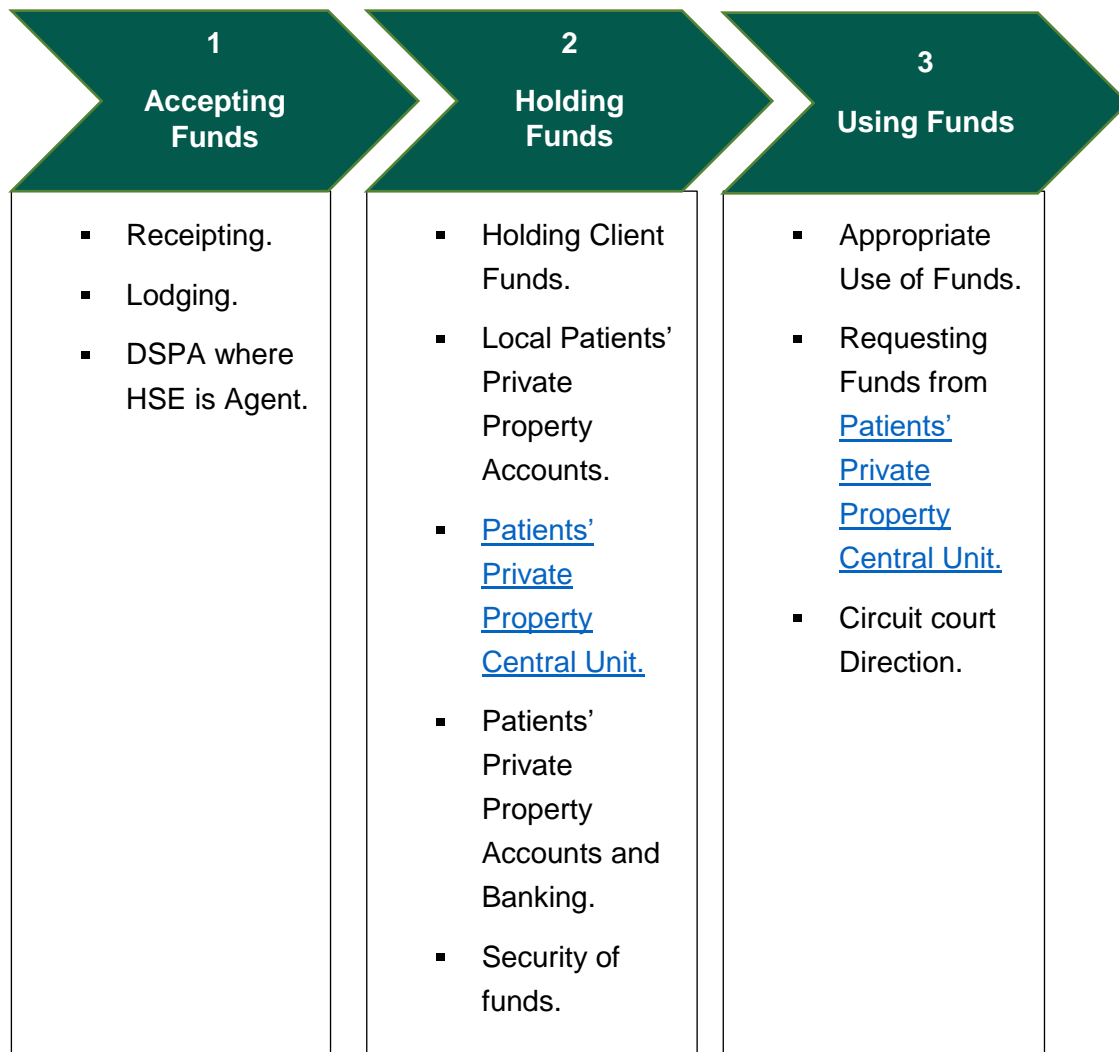 1
Accepting
Funds
▪ Receipting.
▪ Lodging.
▪ DSPA where
HSE is Agent.
2
Holding
Funds
▪ Holding Client
Funds.
▪ Local Patients’
Private
Property
Accounts.
▪ Patients’
Private
Property
Central Unit.
▪ Patients’
Private
Property
Accounts and
Banking.
▪ Security of
funds.
3
Using Funds
▪ Appropriate
Use of Funds.
▪ Requesting
Funds from
Patients’
Private
Property
Central Unit.
▪ Circuit court
Direction.